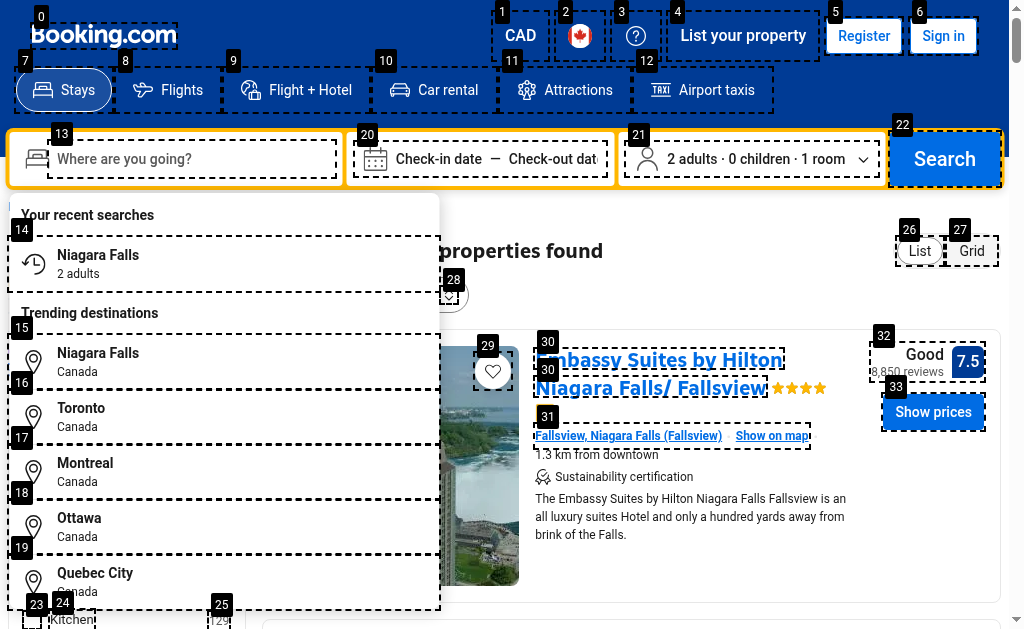 0
1
2
3
4
5
6
Booking.com
CAD
List your property
Register
Sign in
7
8
9
10
11
12
Stays
Flights
Flight + Hotel
Car rental
Attractions
TAXI
Airport taxis
13
20
21
22
Where are you going?
Check-in date — Check-out dat
2 adults · 0 children · 1 room
Search
Your recent searches
14
Niagara Falls
2 adults
26
27
properties found
List
Grid
28
Trending destinations
15
Niagara Falls
Canada
16
Toronto
Canada
17
Montreal
Canada
18
Ottawa
Canada
19
Quebec City
Canada
23
24
25
Kitchen
129
29
30
Embassy Suites by Hilton
30
Niagara Falls/ Fallsview
31
Fallsview, Niagara Falls (Fallsview)
Show on map
1.3 km from downtown
Sustainability certification
The Embassy Suites by Hilton Niagara Falls Fallsview is an
all luxury suites Hotel and only a hundred yards away from
brink of the Falls.
32
Good
8,850 reviews
7.5
33
Show prices